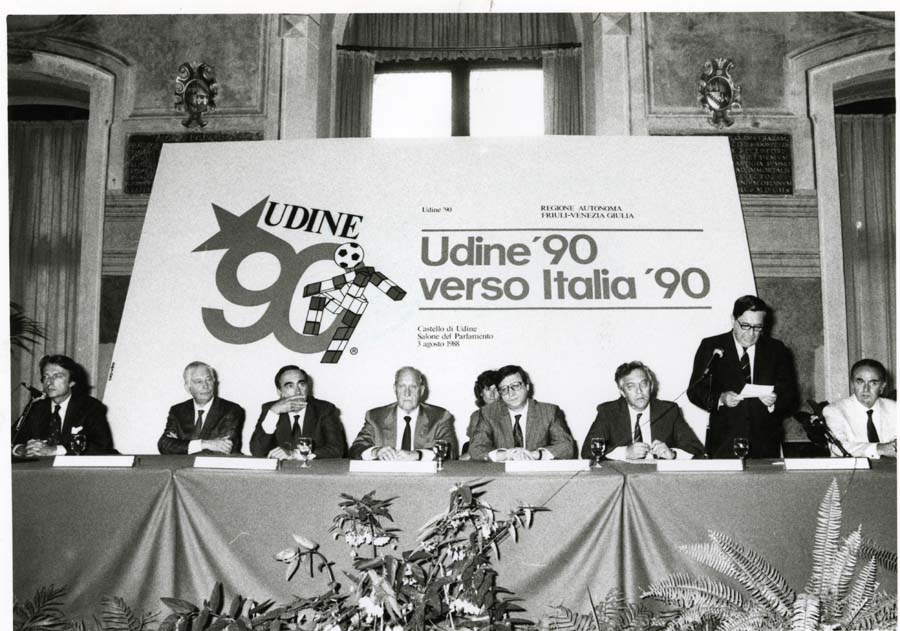 UDINE
90
®
Udine '90
REGIONE AUTONOMA
FRIULI-VENEZIA GIULIA
Udine '90
verso Italia '90
Castello di Udine
Salone del Parlamento
3 agosto 1988